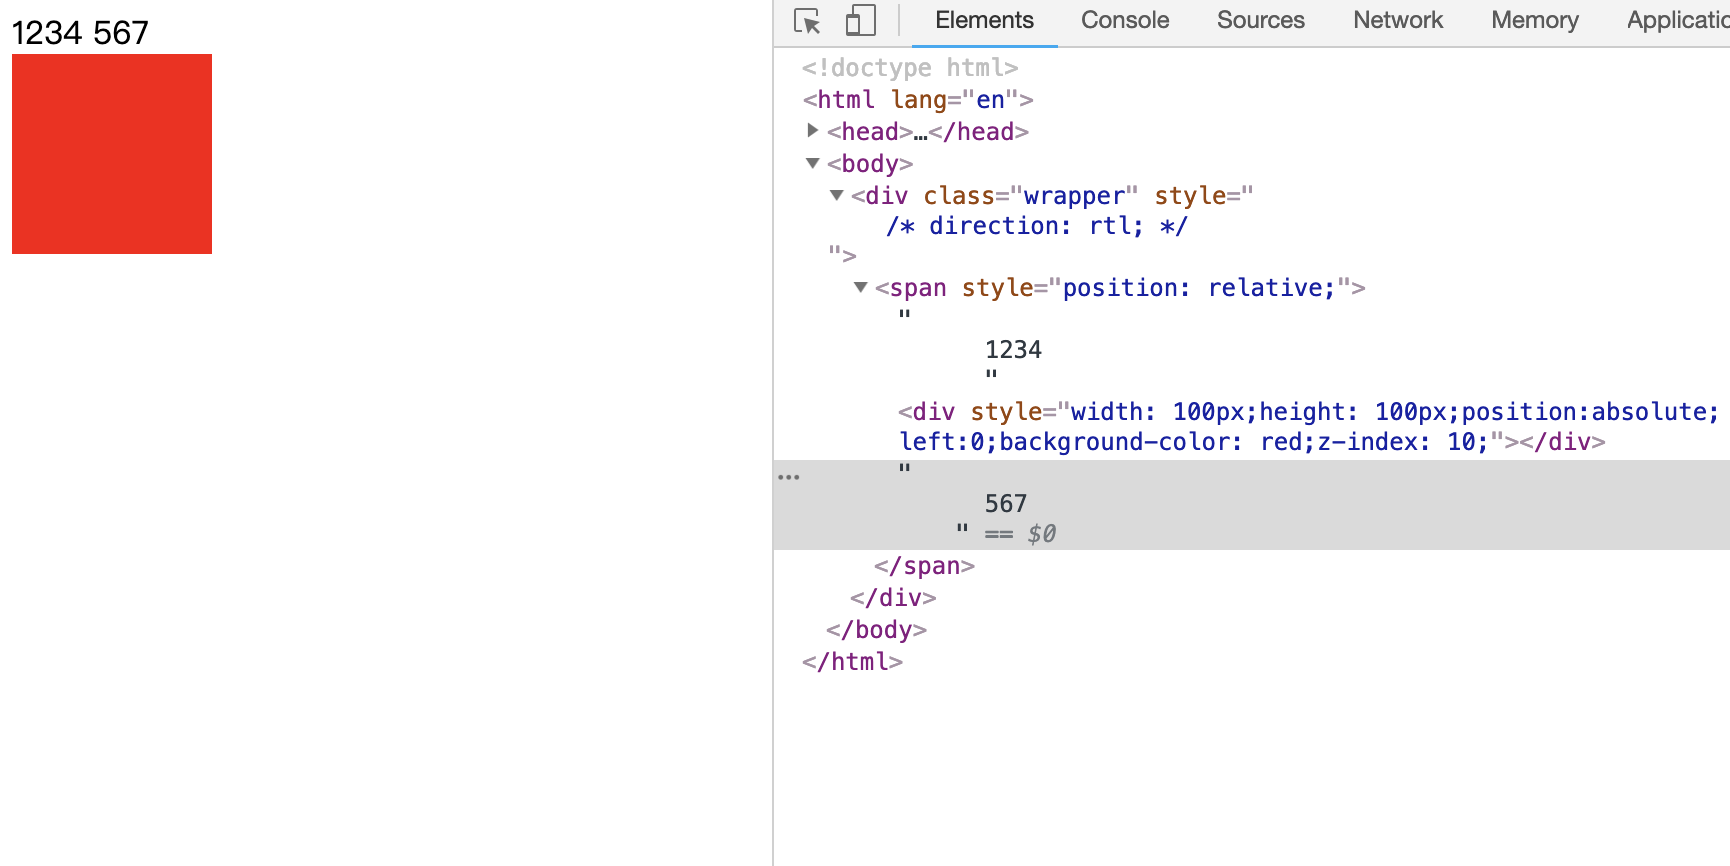 1234 567
Elements Console Sources Network Memory Applicatio
<!doctype html>
<html lang="en">
<head>…</head>
<body>
<div class="wrapper" style="
/* direction: rtl; */
">
<span style="position: relative;">
"
1234
"
<div style="width: 100px;height: 100px;position:absolute;
left:0;background-color: red;z-index: 10;"></div>
"
567
" == $0
</span>
</div>
</body>
</html>